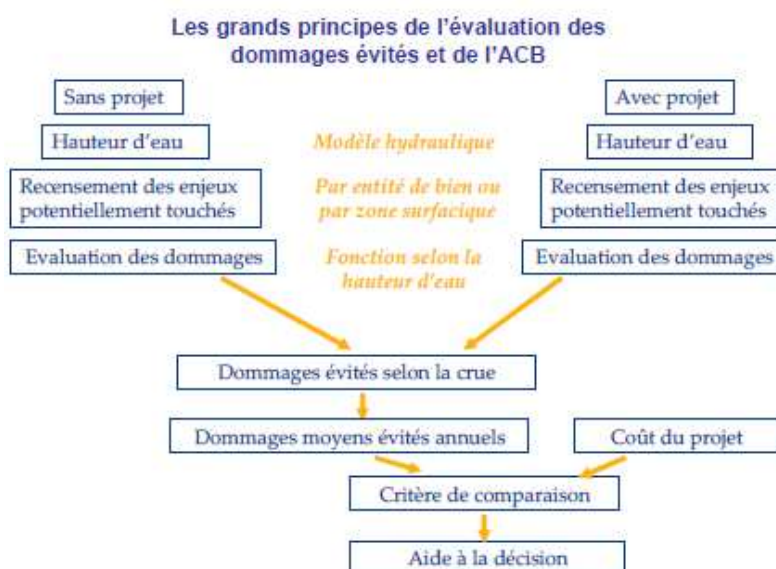 Les grands principes de l'évaluation des
dommages évités et de l'ACB
Sans projet
Avec projet
Hauteur d'eau
Modèle hydraulique
Hauteur d'eau
Recensement des enjeux
potentiellement touchés
Par entité de bien ou
par zone surfacique
Recensement des enjeux
potentiellement touchés
Evaluation des dommages
Fonction selon la
hauteur d'eau
Evaluation des dommages
Dommages évités selon la crue
Dommages moyens évités annuels
Coût du projet
Critère de comparaison
Aide à la décision